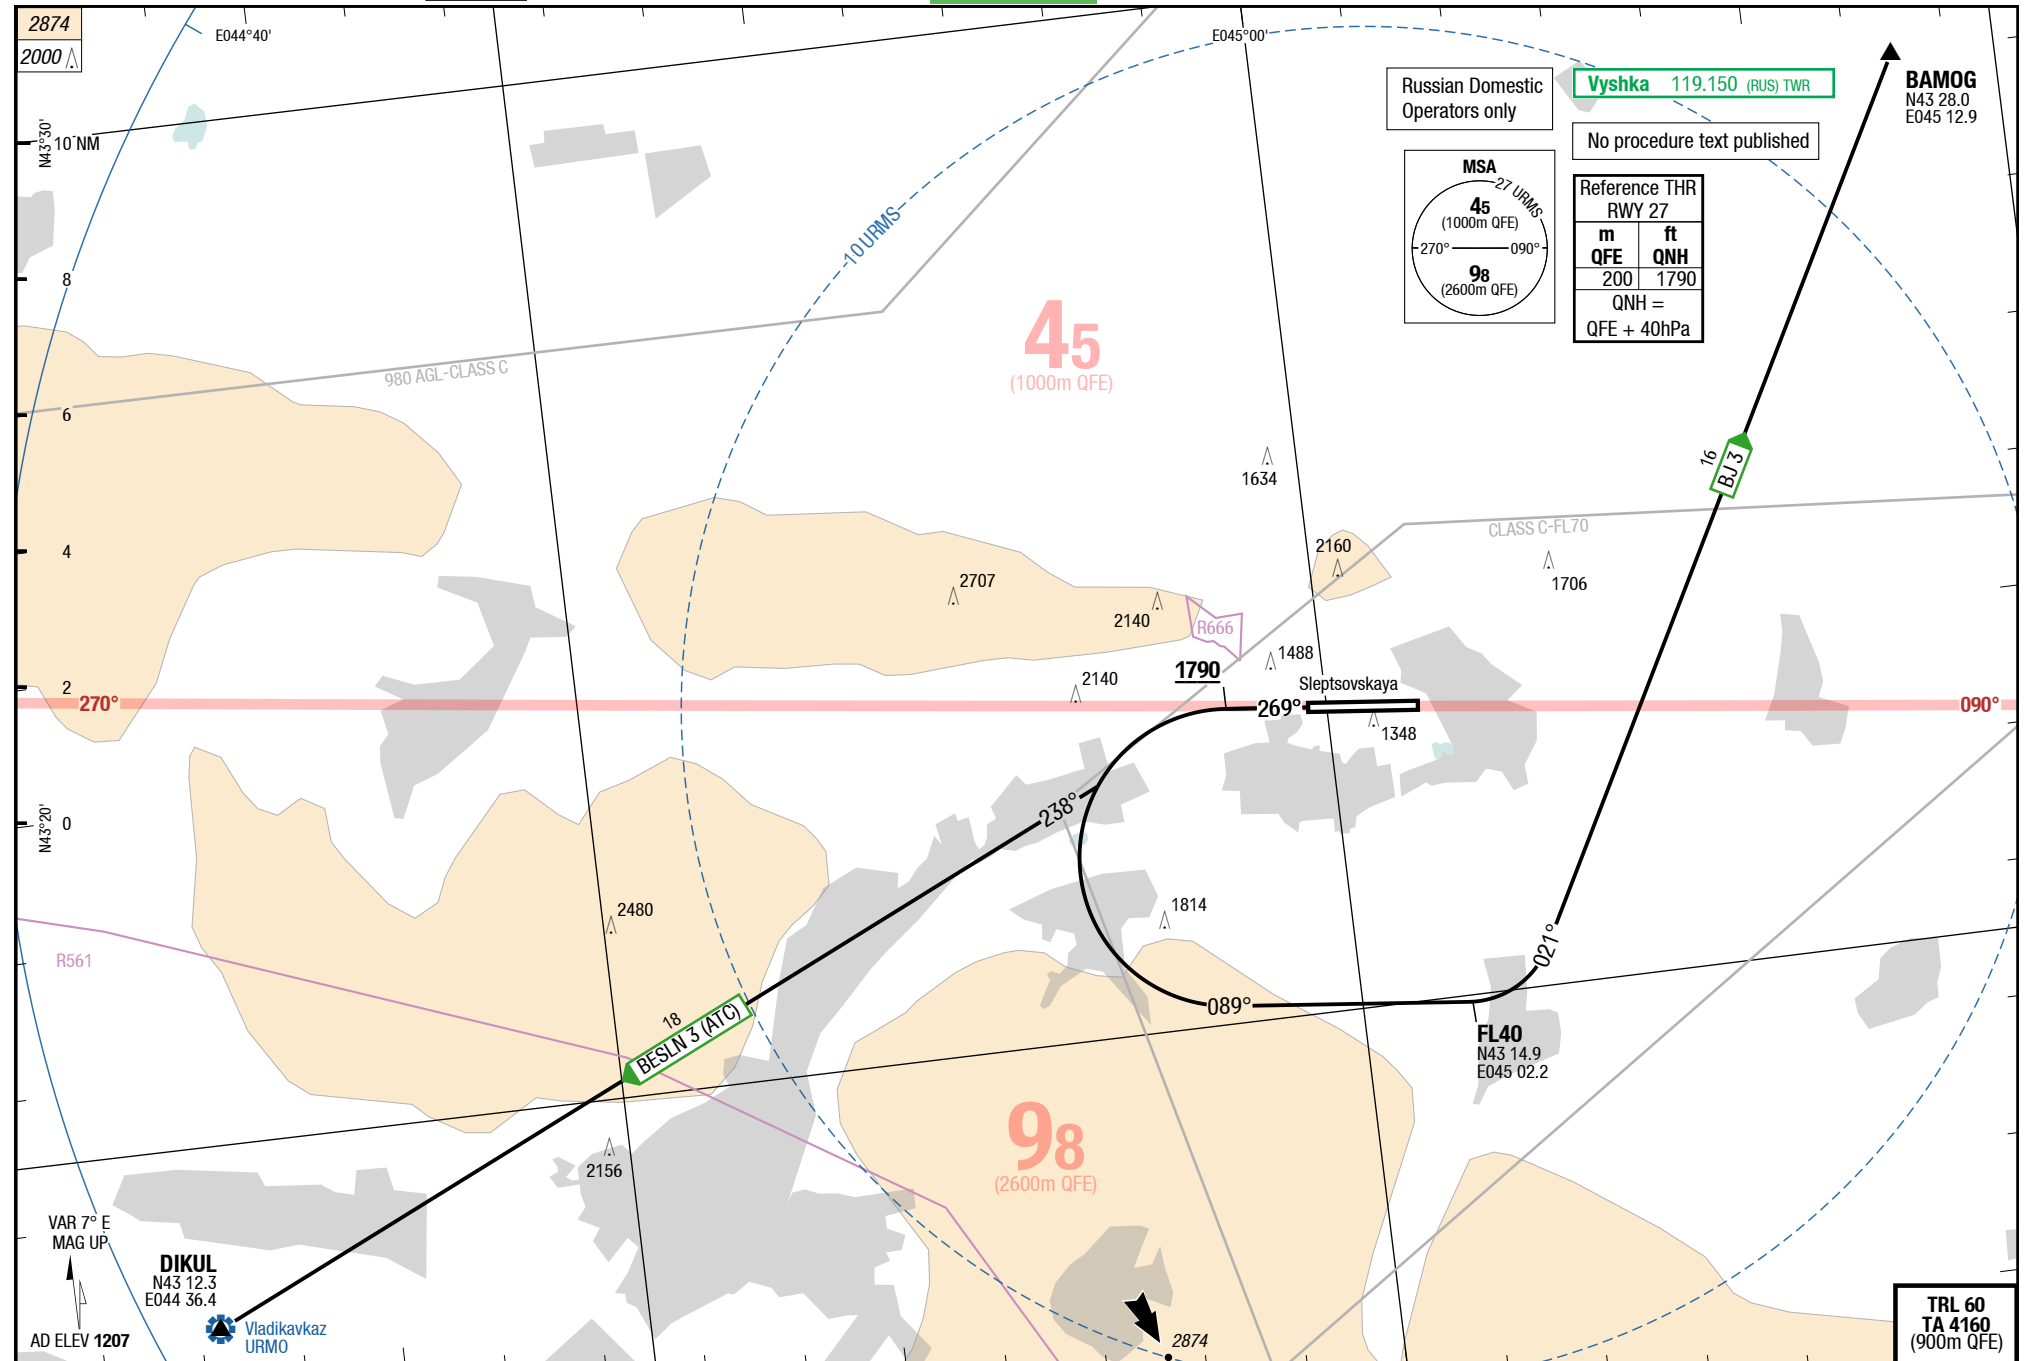 2874
2000
E044°40'
E045°00'
N43°30'
10 NM
8
6
4
2
0
N43°20'
Russian Domestic
Operators only
Vyshka 119.150 (RUS) TWR
No procedure text published
BAMOG
N43 28.0
E045 12.9
MSA
27 URMS
45
(1000m QFE)
270°
090°
98
(2600m QFE)
Reference THR
RWY 27
m ft
QFE QNH
200 1790
QNH =
QFE + 40hPa
10 URMS
45
(1000m QFE)
980 AGL-CLASS C
1634
16
BJ 3
CLASS C-FL70
2160
1706
2707
2140
R666
1488
1790
2140
Sleptsovskaya
270°
269°
090°
1348
238°
1814
2480
R561
18
BESLN 3 (ATC)
089°
021°
FL40
N43 14.9
E045 02.2
98
(2600m QFE)
2156
VAR 7° E
MAG UP
DIKUL
N43 12.3
E044 36.4
Vladikavkaz
URMO
AD ELEV 1207
2874
TRL 60
TA 4160
(900m QFE)